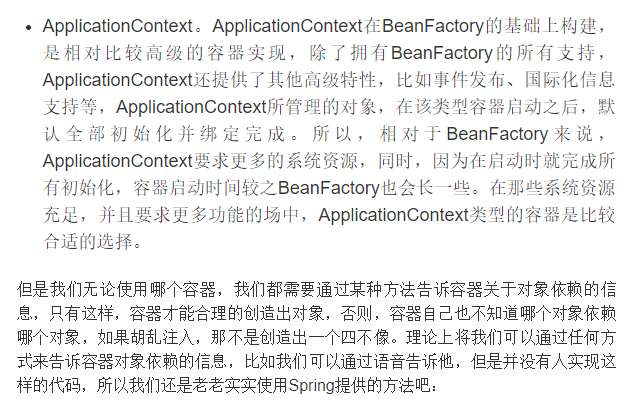 • ApplicationContext。ApplicationContext在BeanFactory的基础上构建，
是相对比较高级的容器实现，除了拥有BeanFactory的所有支持，
ApplicationContext还提供了其他高级特性，比如事件发布、国际化信息
支持等，ApplicationContext所管理的对象，在该类型容器启动之后，默
认全部初始化并绑定完成。所以，相对于BeanFactory来说，
ApplicationContext要求更多的系统资源，同时，因为在启动时就完成所
有初始化，容器启动时间较之BeanFactory也会长一些。在那些系统资源
充足，并且要求更多功能的场中，ApplicationContext类型的容器是比较
合适的选择。
但是我们无论使用哪个容器，我们都需要通过某种方法告诉容器关于对象依赖的信
息，只有这样，容器才能合理的创造出对象，否则，容器自己也不知道哪个对象依赖
哪个对象，如果胡乱注入，那不是创造出一个四不像。理论上将我们可以通过任何方
式来告诉容器对象依赖的信息，比如我们可以通过语音告诉他，但是并没有人实现这
样的代码，所以我们还是老老实实使用Spring提供的方法吧：